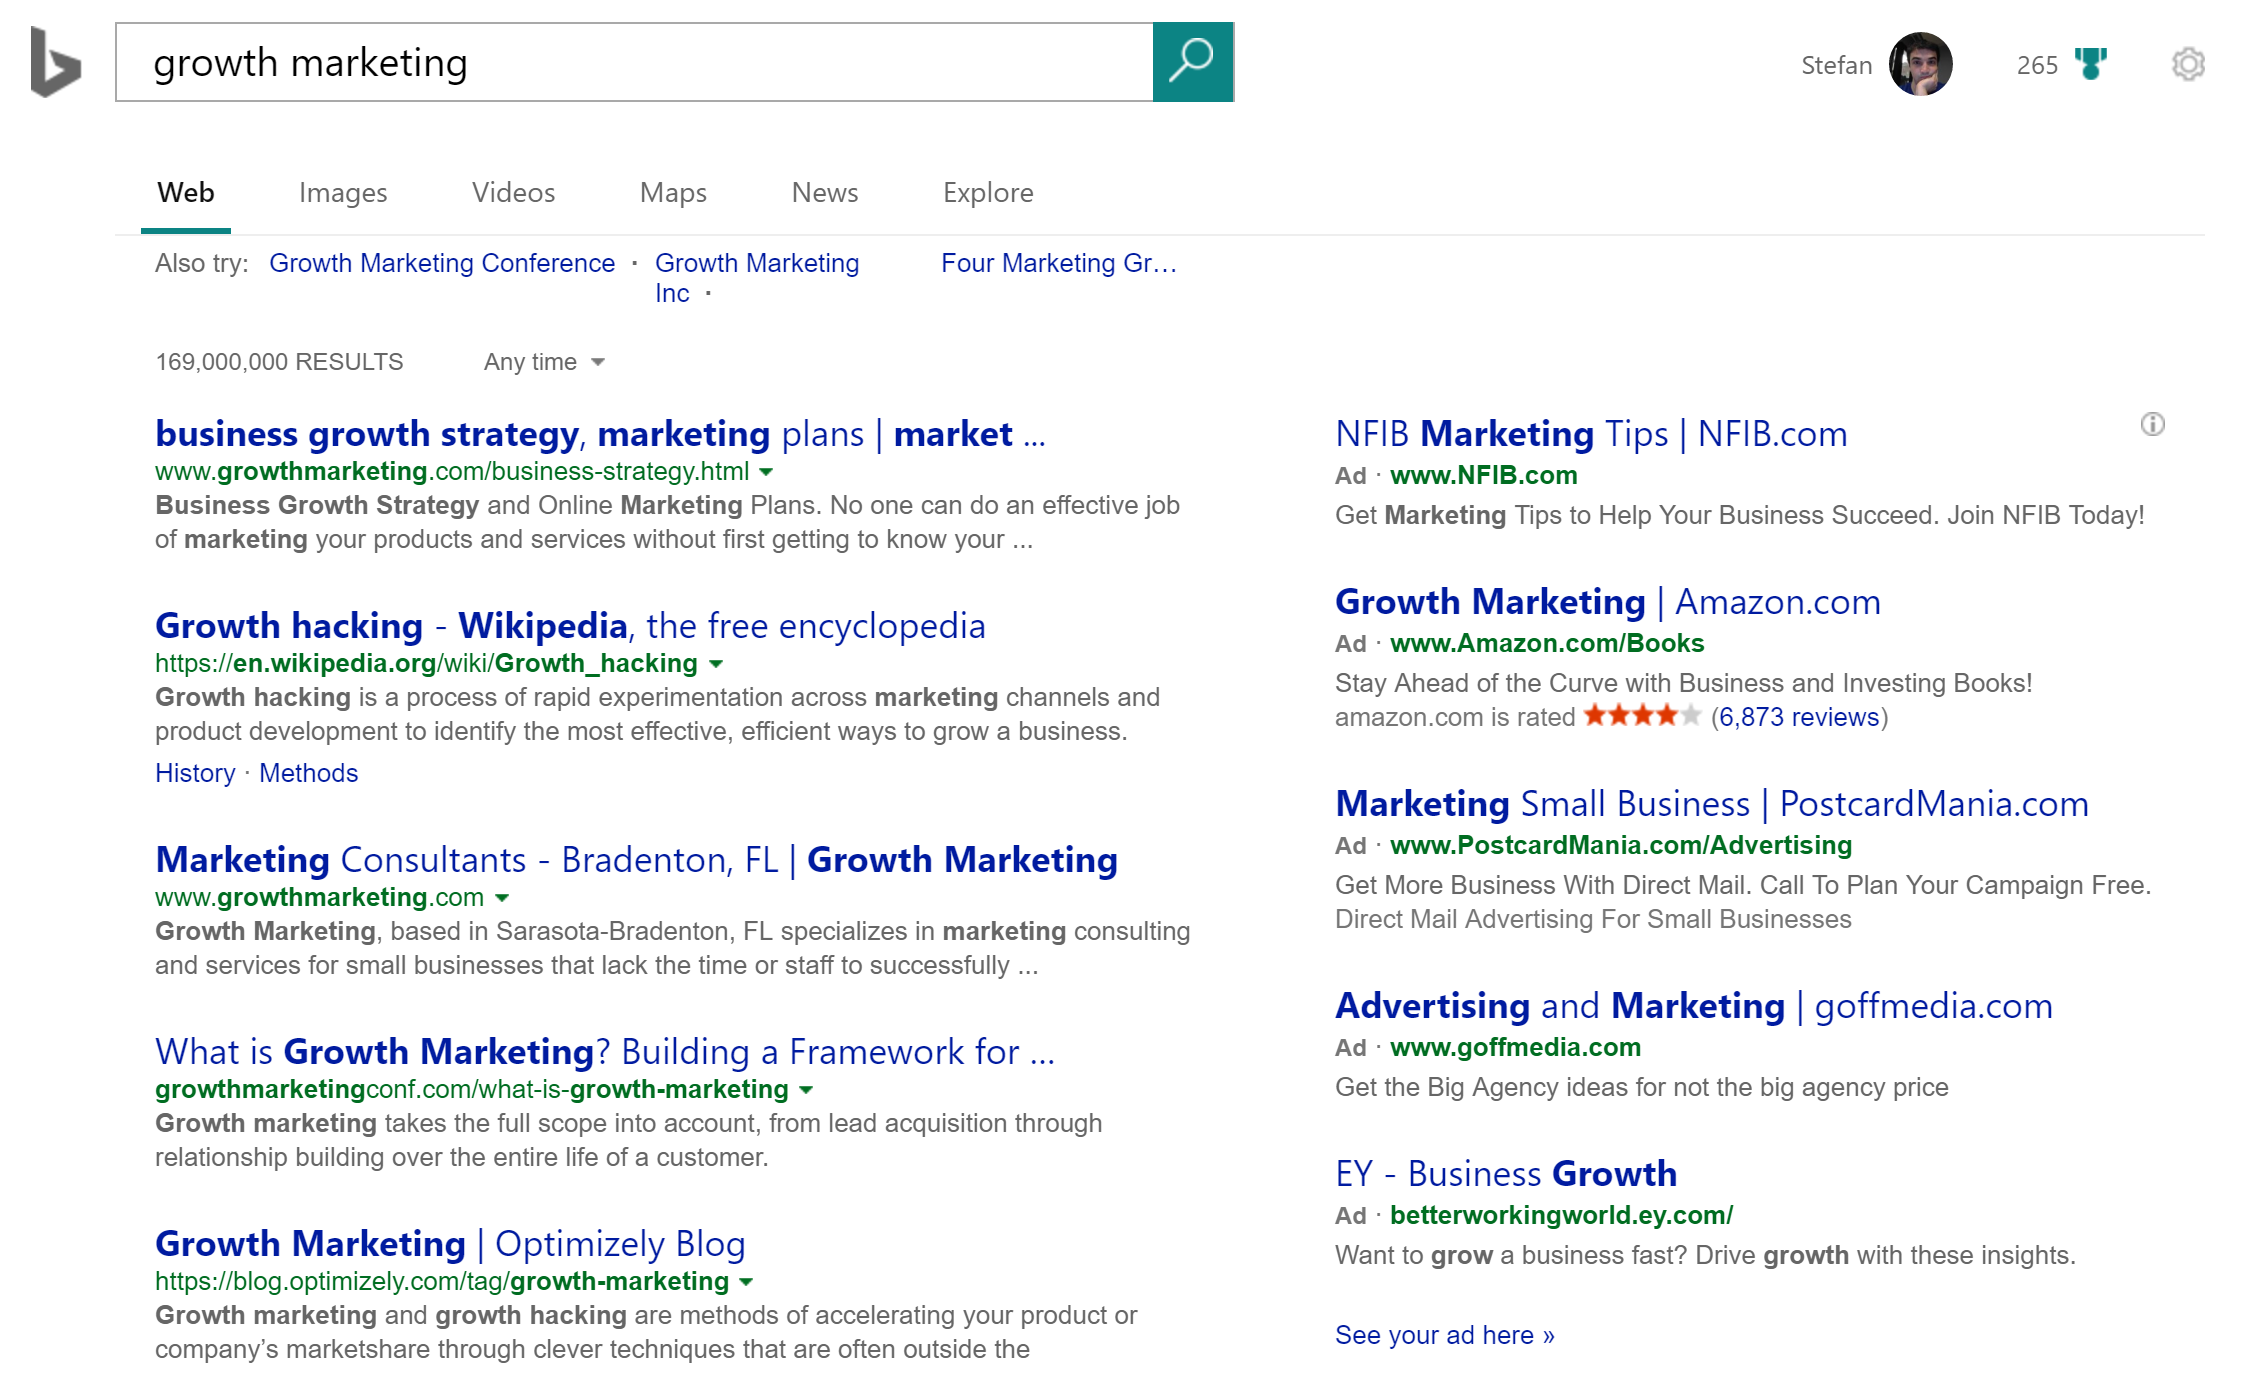 growth marketing
Stefan
265
Web Images Videos Maps News Explore
Also try: Growth Marketing Conference · Growth Marketing Inc · Four Marketing Gr...
169,000,000 RESULTS Any time
business growth strategy, marketing plans | market ...
www.growthmarketing.com/business-strategy.html
Business Growth Strategy and Online Marketing Plans. No one can do an effective job
of marketing your products and services without first getting to know your ...
Growth hacking - Wikipedia, the free encyclopedia
https://en.wikipedia.org/wiki/Growth_hacking
Growth hacking is a process of rapid experimentation across marketing channels and
product development to identify the most effective, efficient ways to grow a business.
History · Methods
Marketing Consultants - Bradenton, FL | Growth Marketing
www.growthmarketing.com
Growth Marketing, based in Sarasota-Bradenton, FL specializes in marketing consulting
and services for small businesses that lack the time or staff to successfully ...
What is Growth Marketing? Building a Framework for ...
growthmarketingconf.com/what-is-growth-marketing
Growth marketing takes the full scope into account, from lead acquisition through
relationship building over the entire life of a customer.
Growth Marketing | Optimizely Blog
https://blog.optimizely.com/tag/growth-marketing
Growth marketing and growth hacking are methods of accelerating your product or
company’s marketshare through clever techniques that are often outside the
NFIB Marketing Tips | NFIB.com
Ad · www.NFIB.com
Get Marketing Tips to Help Your Business Succeed. Join NFIB Today!
Growth Marketing | Amazon.com
Ad · www.Amazon.com/Books
Stay Ahead of the Curve with Business and Investing Books!
amazon.com is rated ★★★★★ (6,873 reviews)
Marketing Small Business | PostcardMania.com
Ad · www.PostcardMania.com/Advertising
Get More Business With Direct Mail. Call To Plan Your Campaign Free.
Direct Mail Advertising For Small Businesses
Advertising and Marketing | goffmedia.com
Ad · www.goffmedia.com
Get the Big Agency ideas for not the big agency price
EY - Business Growth
Ad · betterworkingworld.ey.com/
Want to grow a business fast? Drive growth with these insights.
See your ad here »